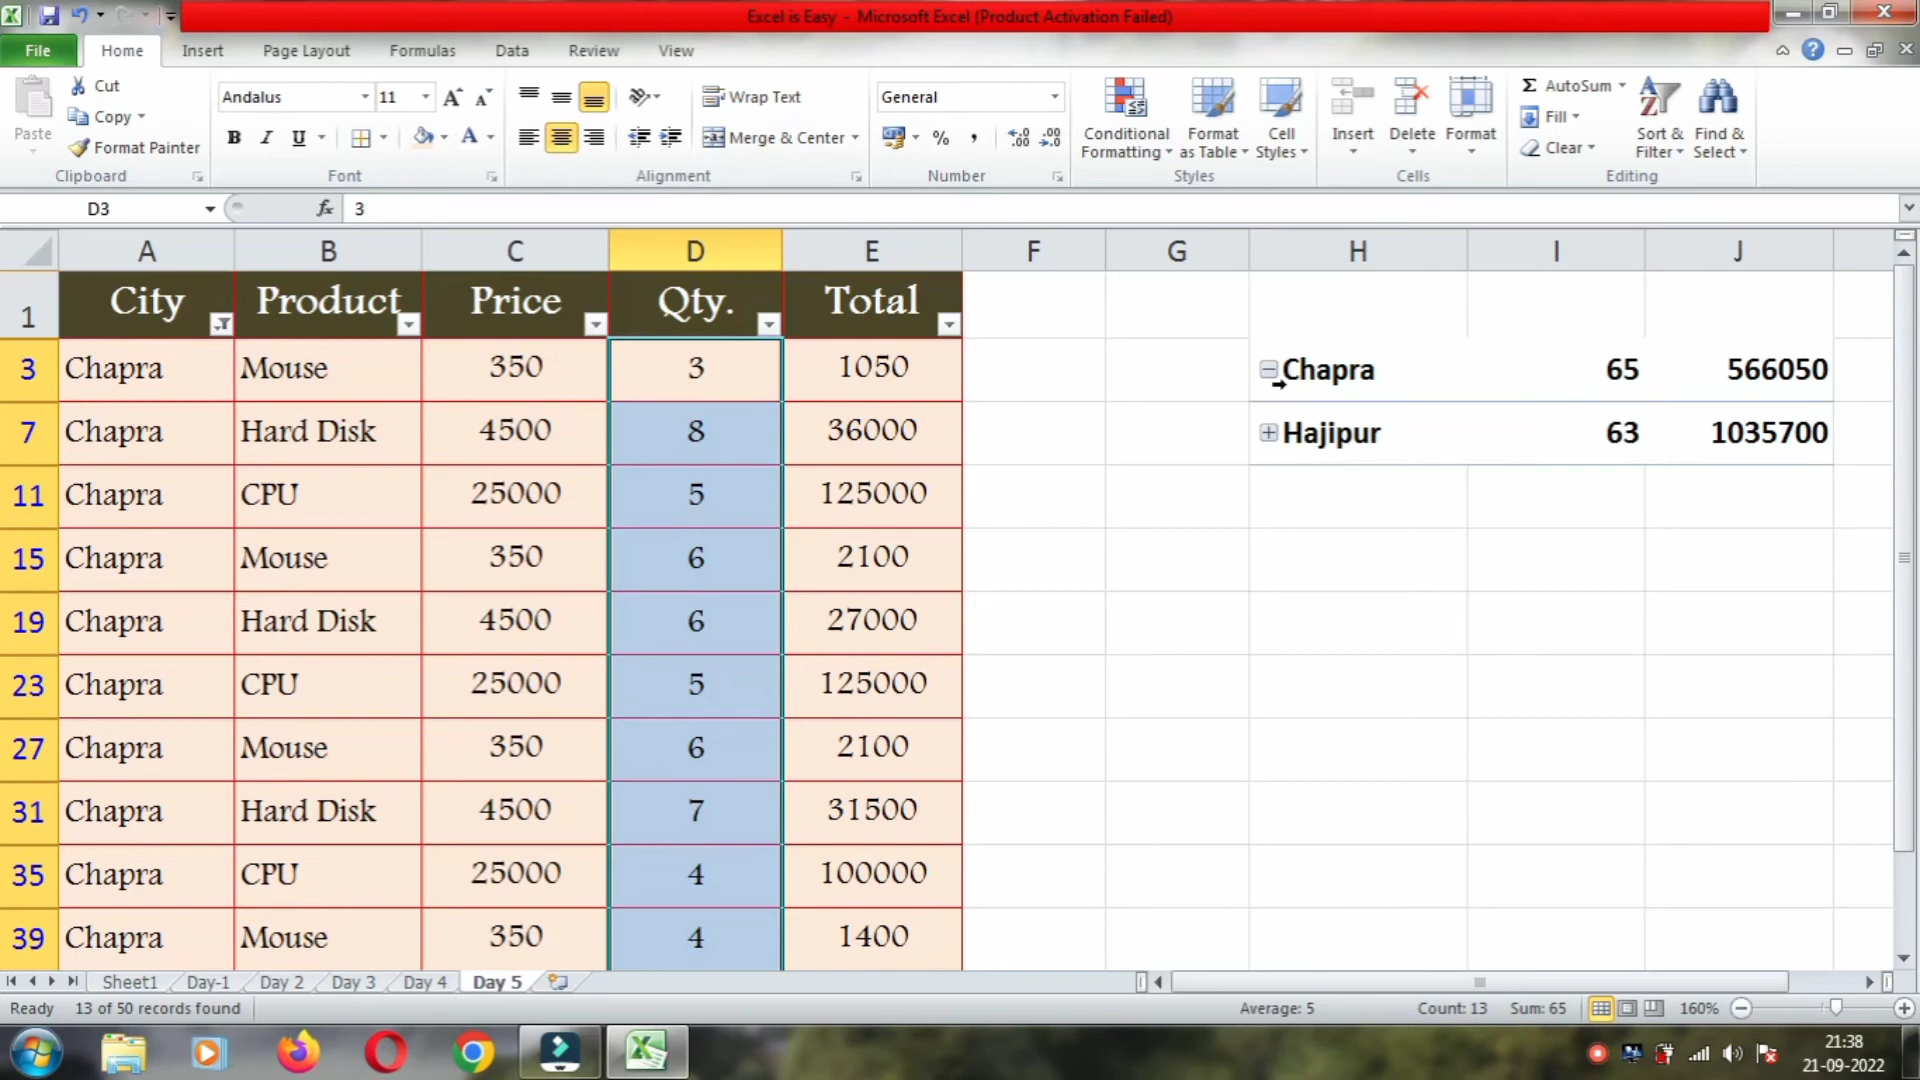 Excel is Easy - Microsoft Excel (Product Activation Failed)
File Home Insert Page Layout Formulas Data Review View
Paste
Cut
Copy
Format Painter
Clipboard
Andalus 11
B I U
Font
Wrap Text
Merge & Center
Alignment
General
Number
Conditional Formatting
Format as Table
Cell Styles
Styles
Insert Delete Format
Cells
AutoSum
Fill
Clear
Sort & Filter
Find & Select
Editing
D3 fx 3
A B C D E F G H I J
1 City Product Price Qty. Total
3 Chapra Mouse 350 3 1050 Chapra 65 566050
7 Chapra Hard Disk 4500 8 36000 Hajipur 63 1035700
11 Chapra CPU 25000 5 125000
15 Chapra Mouse 350 6 2100
19 Chapra Hard Disk 4500 6 27000
23 Chapra CPU 25000 5 125000
27 Chapra Mouse 350 6 2100
31 Chapra Hard Disk 4500 7 31500
35 Chapra CPU 25000 4 100000
39 Chapra Mouse 350 4 1400
Sheet1 Day-1 Day 2 Day 3 Day 4 Day 5
Ready 13 of 50 records found Average: 5 Count: 13 Sum: 65 160%
21:38
21-09-2022